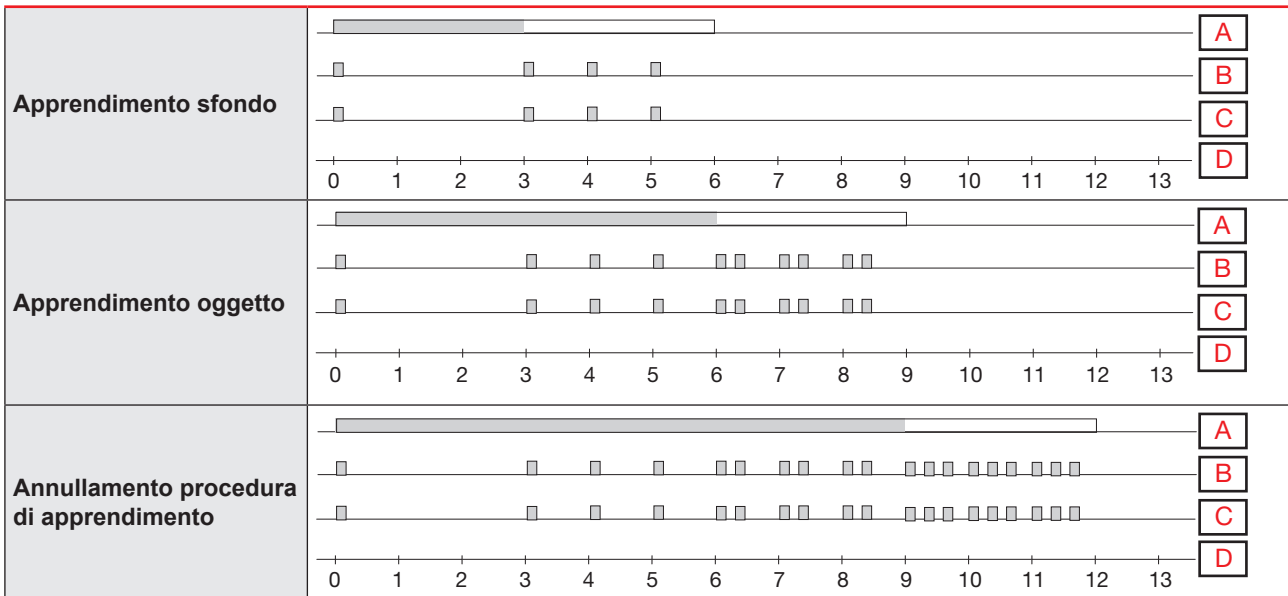 A
B
Apprendimento sfondo
C
D
0 1 2 3 4 5 6 7 8 9 10 11 12 13
A
B
Apprendimento oggetto
C
D
0 1 2 3 4 5 6 7 8 9 10 11 12 13
A
B
Annullamento procedura
di apprendimento
C
D
0 1 2 3 4 5 6 7 8 9 10 11 12 13